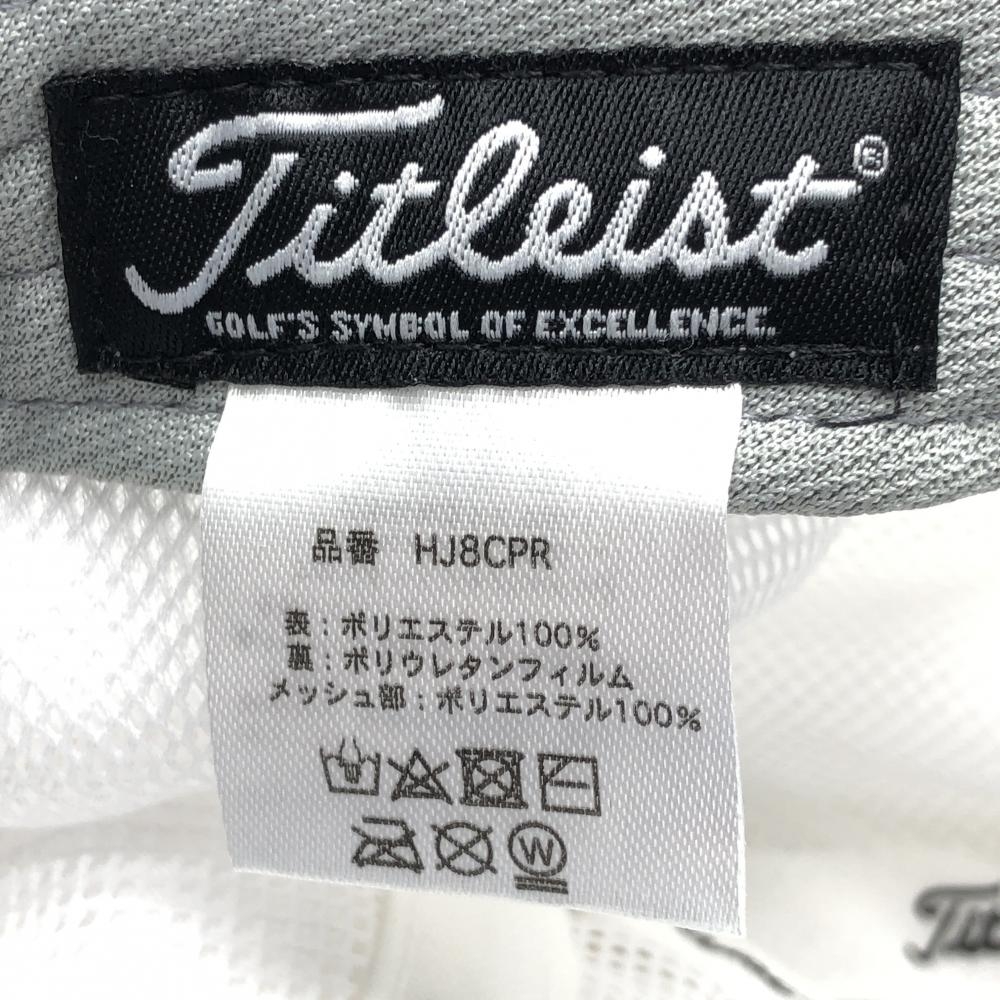 Titleist®
GOLF'S SYMBOL OF EXCELLENCE.
品番 HJ8CPR
表：ポリエステル100%
裏：ポリウレタンフィルム
メッシュ部：ポリエステル100%
W
Tit